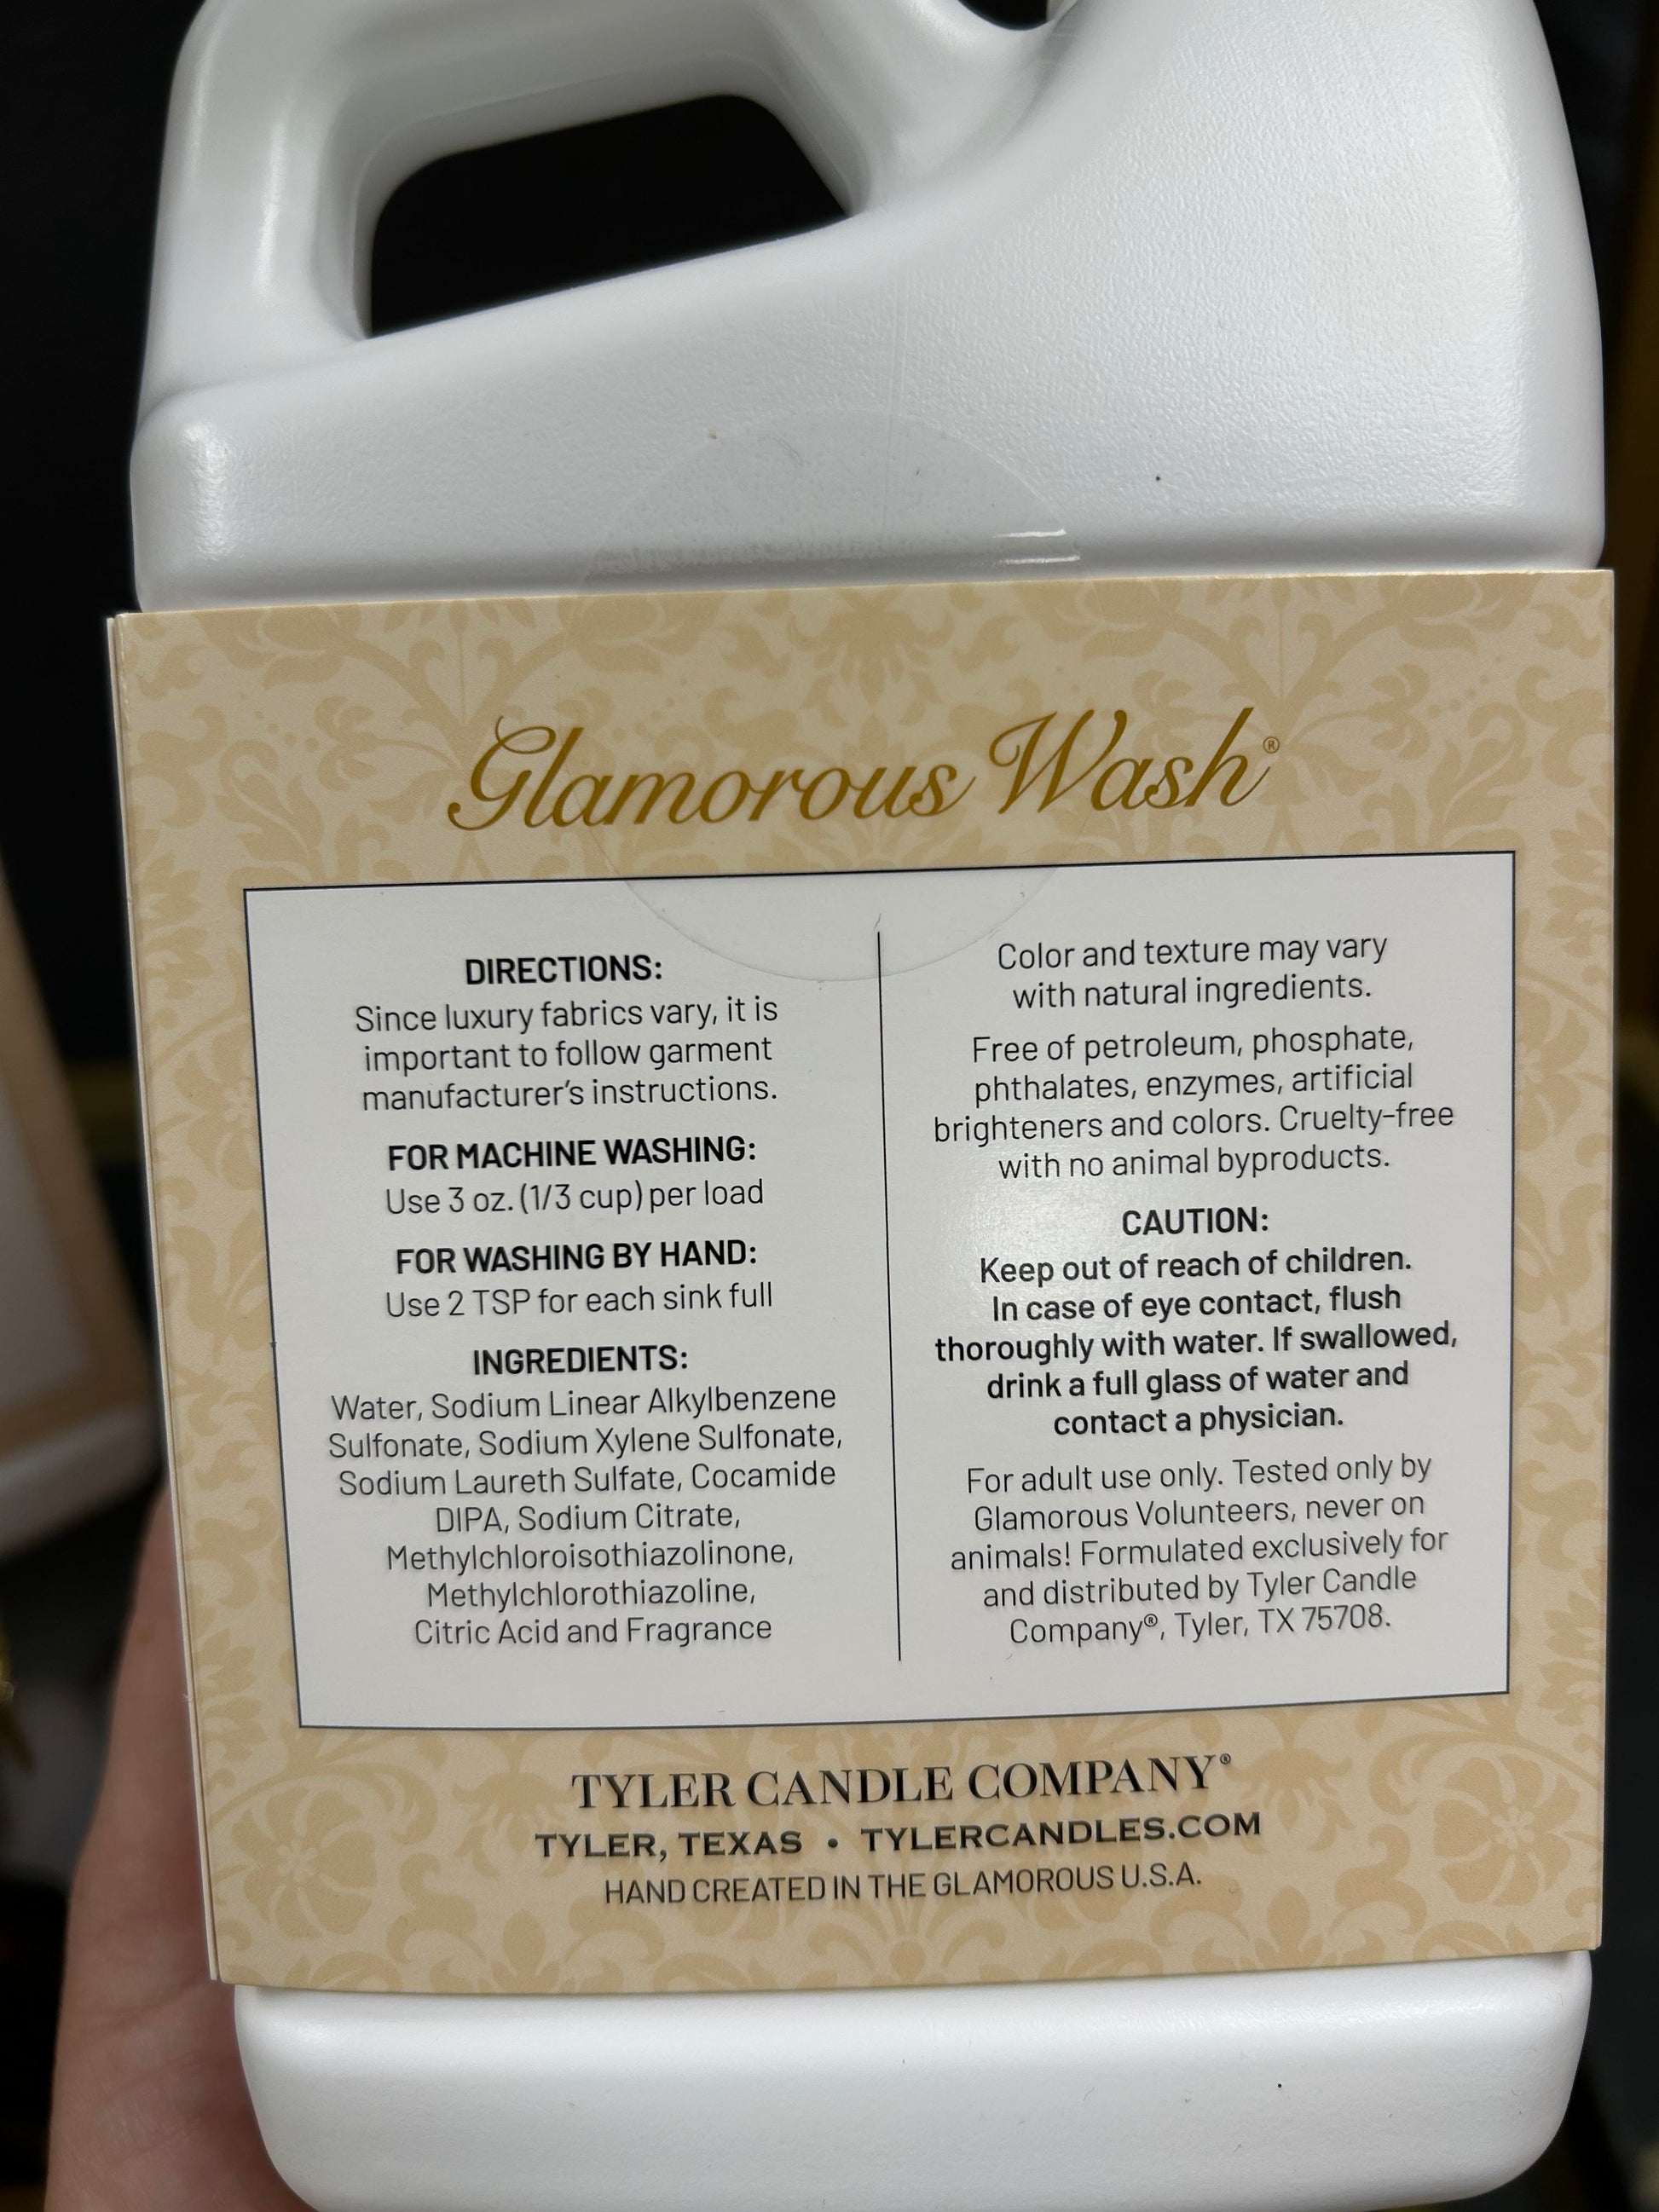 Glamorous Wash®
DIRECTIONS:
Since luxury fabrics vary, it is
important to follow garment
manufacturer's instructions.
FOR MACHINE WASHING:
Use 3 oz. (1/3 cup) per load
FOR WASHING BY HAND:
Use 2 TSP for each sink full
INGREDIENTS:
Water, Sodium Linear Alkylbenzene
Sulfonate, Sodium Xylene Sulfonate,
Sodium Laureth Sulfate, Cocamide
DIPA, Sodium Citrate,
Methylchloroisothiazolinone,
Methylchlorothiazoline,
Citric Acid and Fragrance
Color and texture may vary
with natural ingredients.
Free of petroleum, phosphate,
phthalates, enzymes, artificial
brighteners and colors. Cruelty-free
with no animal byproducts.
CAUTION:
Keep out of reach of children.
In case of eye contact, flush
thoroughly with water. If swallowed,
drink a full glass of water and
contact a physician.
For adult use only. Tested only by
Glamorous Volunteers, never on
animals! Formulated exclusively for
and distributed by Tyler Candle
Company®, Tyler, TX 75708.
TYLER CANDLE COMPANY®
TYLER, TEXAS • TYLERCANDLES.COM
HAND CREATED IN THE GLAMOROUS U.S.A.